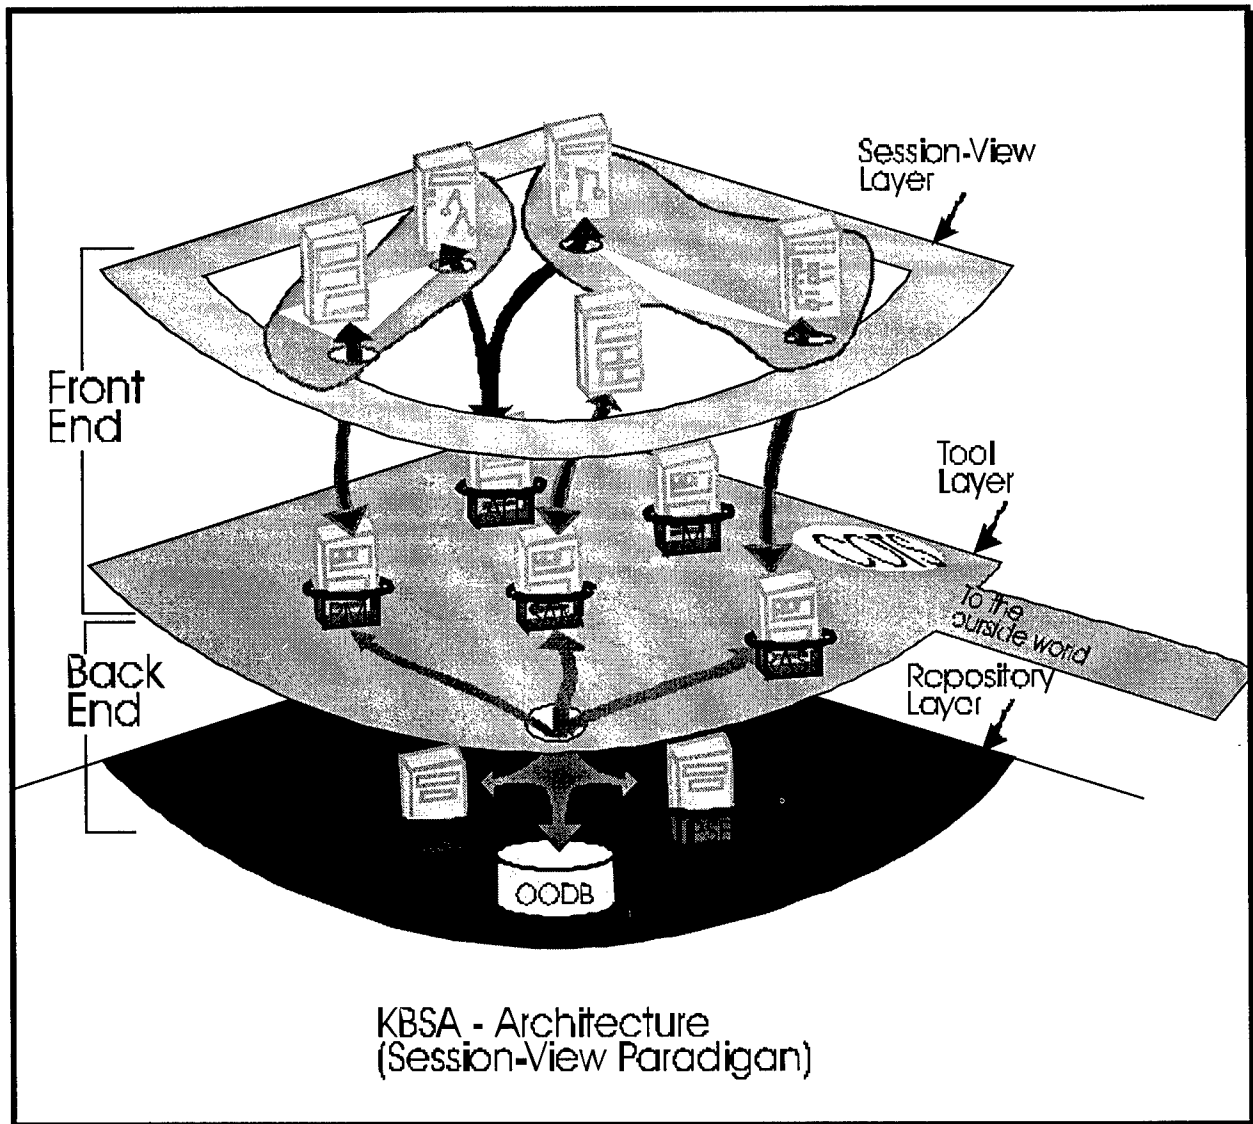 Session-View
Layer
Front
End
Tool
Layer
COTS
To the
outside world
Back
End
Repository
Layer
OODB
KBSA - Architecture
(Session-View Paradigan)